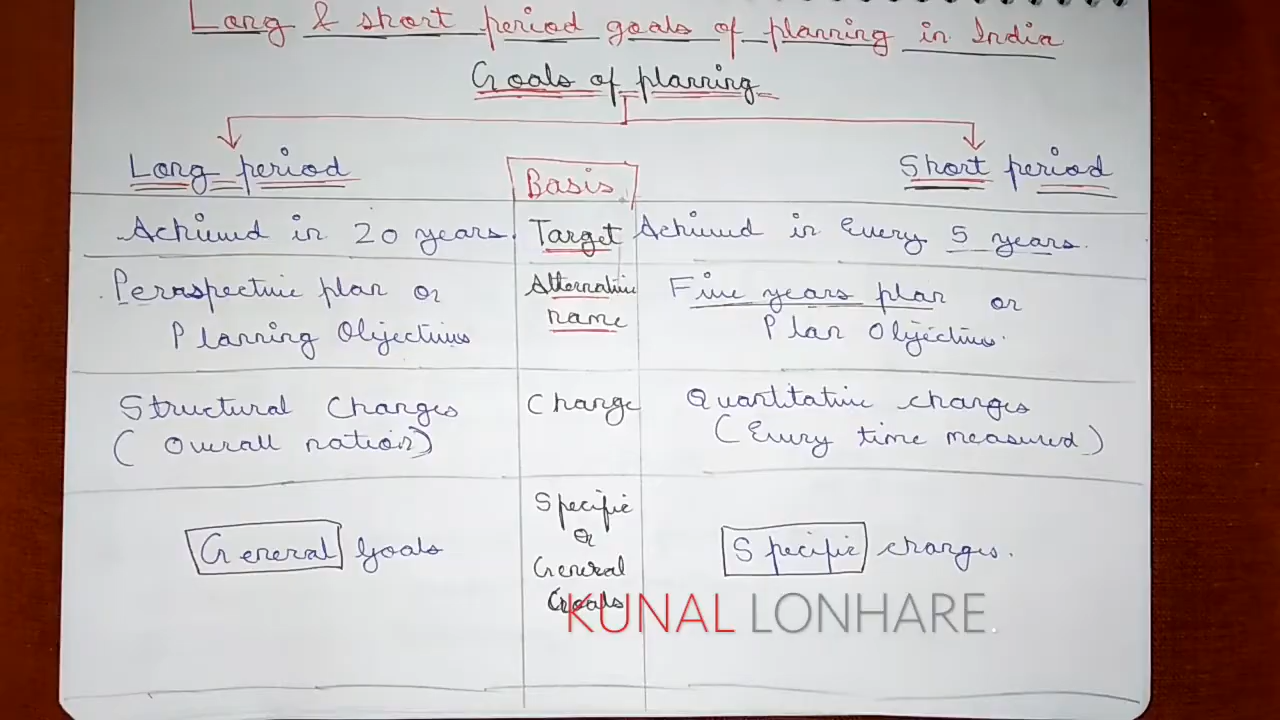 Long & short period goals of planning in India
Goals of planning
Long period
Basis
Short period
Achieved in 20 years.
Target
Achieved in Every 5 years.
Perspective plan or
Planning Objectives
Alternative
name
Five years plan or
Plan Objectives.
Structural Changes
(Overall nation)
Change
Quantitative changes
(Every time measured)
General Goals
Specific
or
General
Goals
Specific changes.
KUNAL LONHARE.